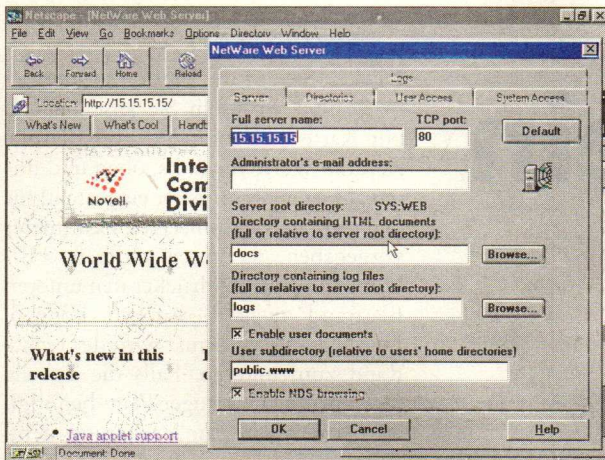 Netscape - [NetWare Web Server]
File Edit View Go Bookmarks Options Directory Window Help
Back Forward Home Reload
Location: http://15.15.15.15/
What's New What's Cool Handb
Novell
Inte
Com
Divi
World Wide W
What's new in this
release
Java applet support
Document: Done
NetWare Web Server
Logs
Server Directories User Access System Access
Full server name: TCP port:
15.15.15.15 80 Default
Administrator's e-mail address:
Server root directory: SYS:WEB
Directory containing HTML documents
(full or relative to server root directory):
docs Browse...
Directory containing log files
(full or relative to server root directory):
logs Browse...
Enable user documents
User subdirectory (relative to users' home directories)
public.www
Enable NDS browsing
OK Cancel Help